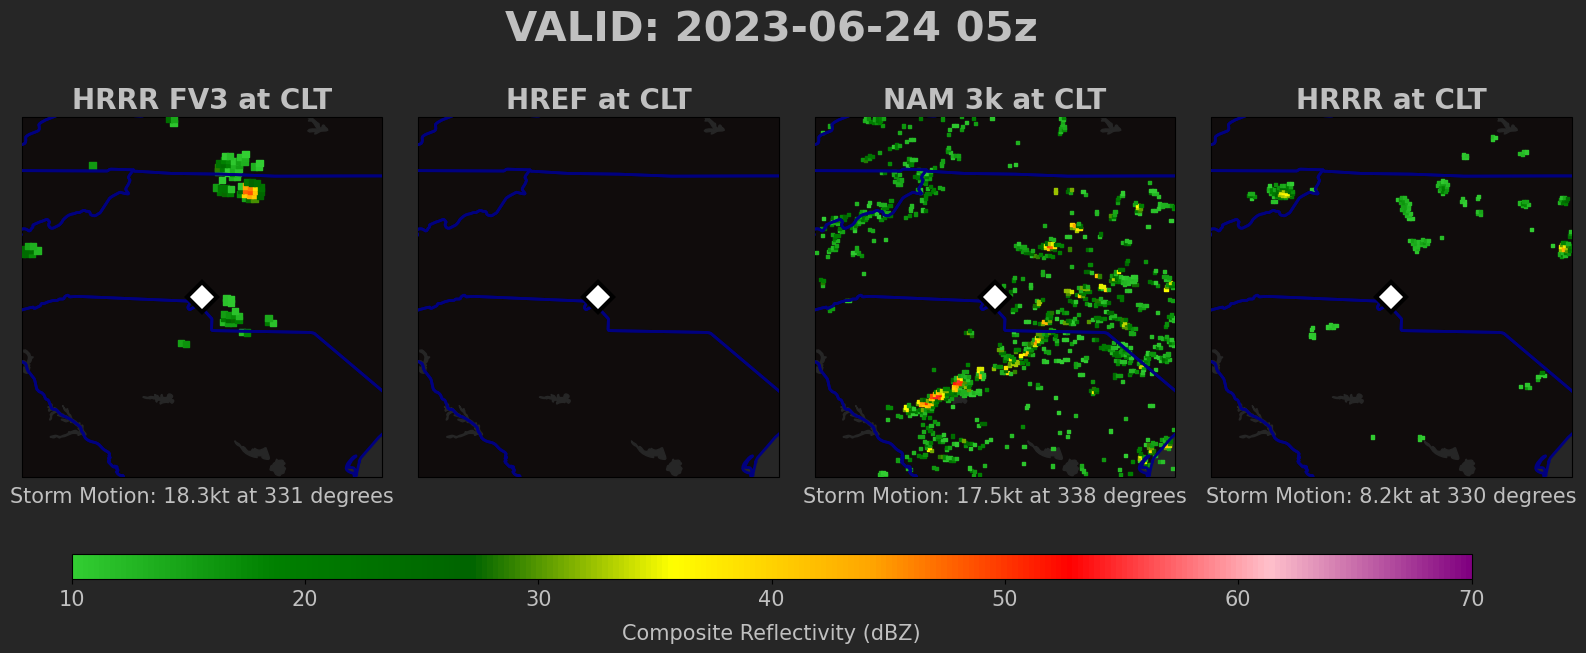 VALID: 2023-06-24 05z
HRRR FV3 at CLT
HREF at CLT
NAM 3k at CLT
HRRR at CLT
Storm Motion: 18.3kt at 331 degrees
Storm Motion: 17.5kt at 338 degrees
Storm Motion: 8.2kt at 330 degrees
10 20 30 40 50 60 70
Composite Reflectivity (dBZ)